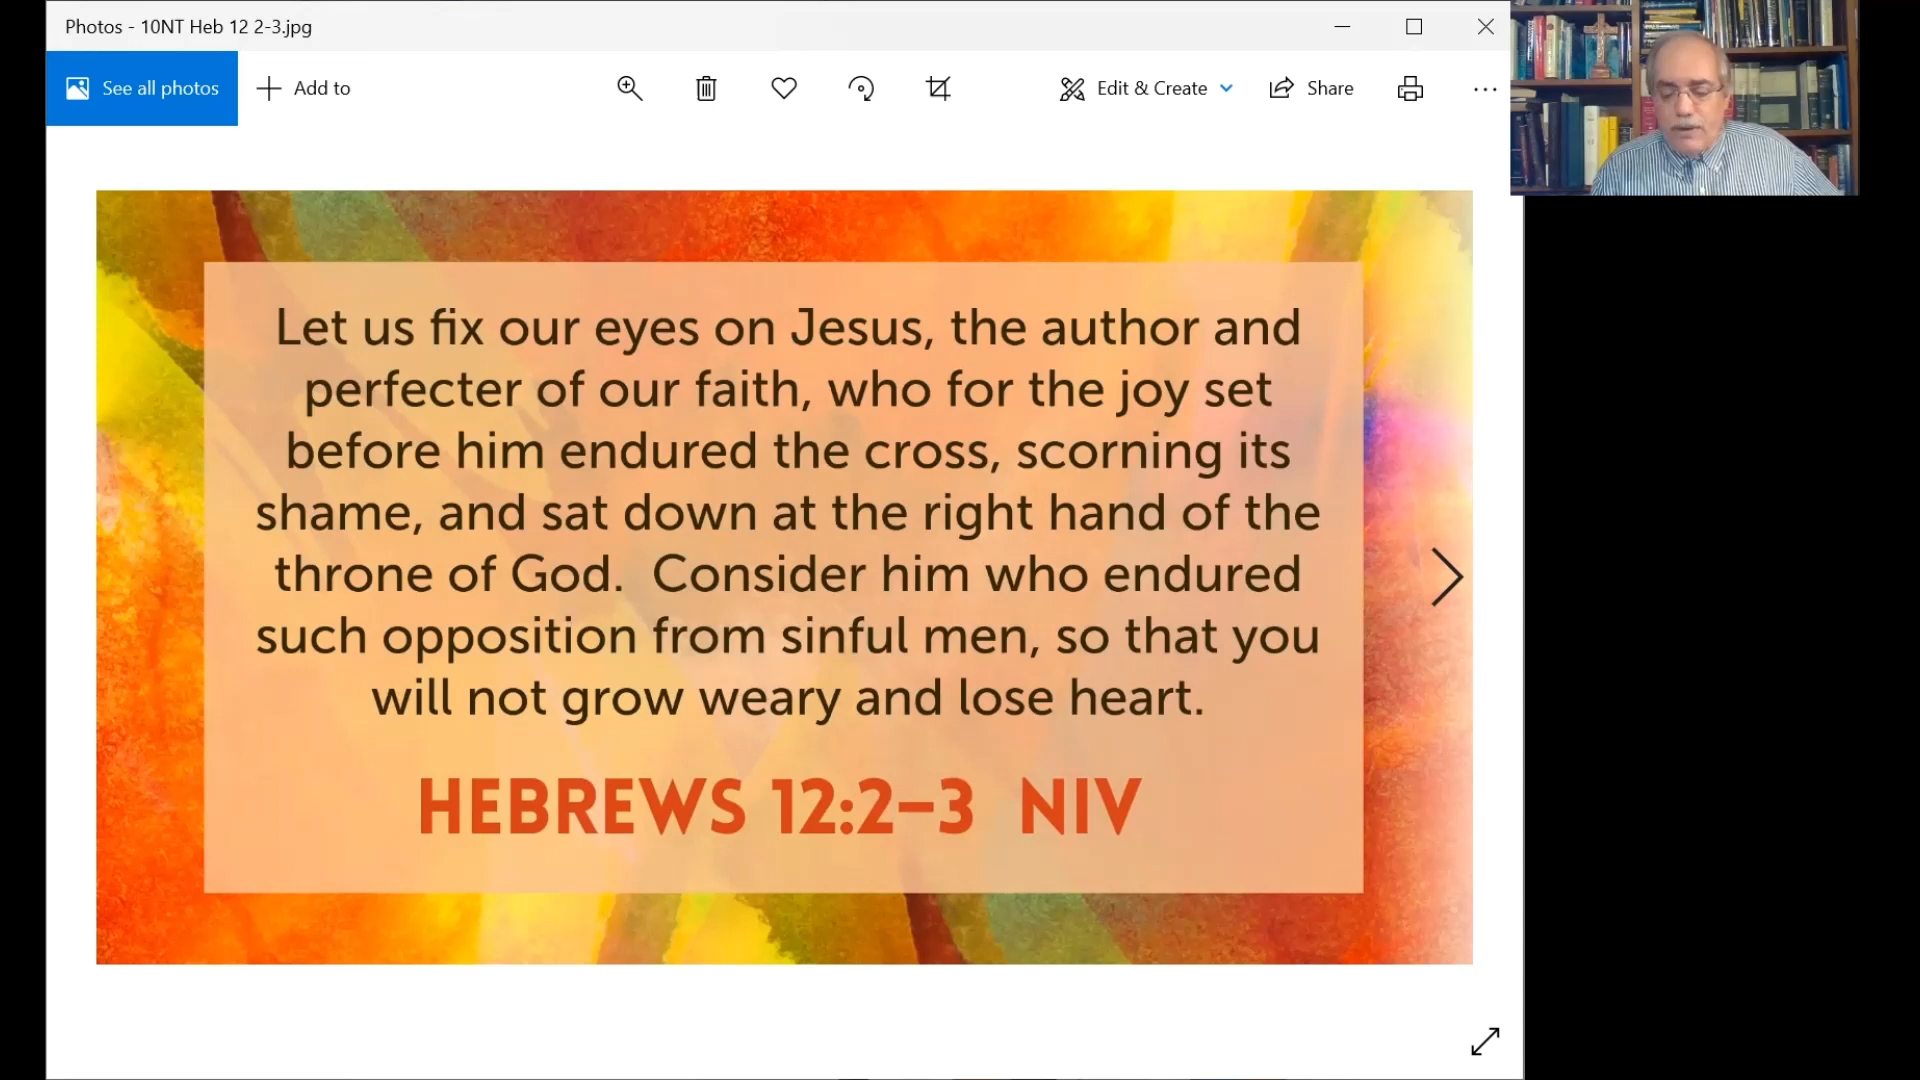 Photos - 10NT Heb 12 2-3.jpg
See all photos
Add to
Edit & Create
Share
Let us fix our eyes on Jesus, the author and
perfecter of our faith, who for the joy set
before him endured the cross, scorning its
shame, and sat down at the right hand of the
throne of God.  Consider him who endured
such opposition from sinful men, so that you
will not grow weary and lose heart.
HEBREWS 12:2–3  NIV